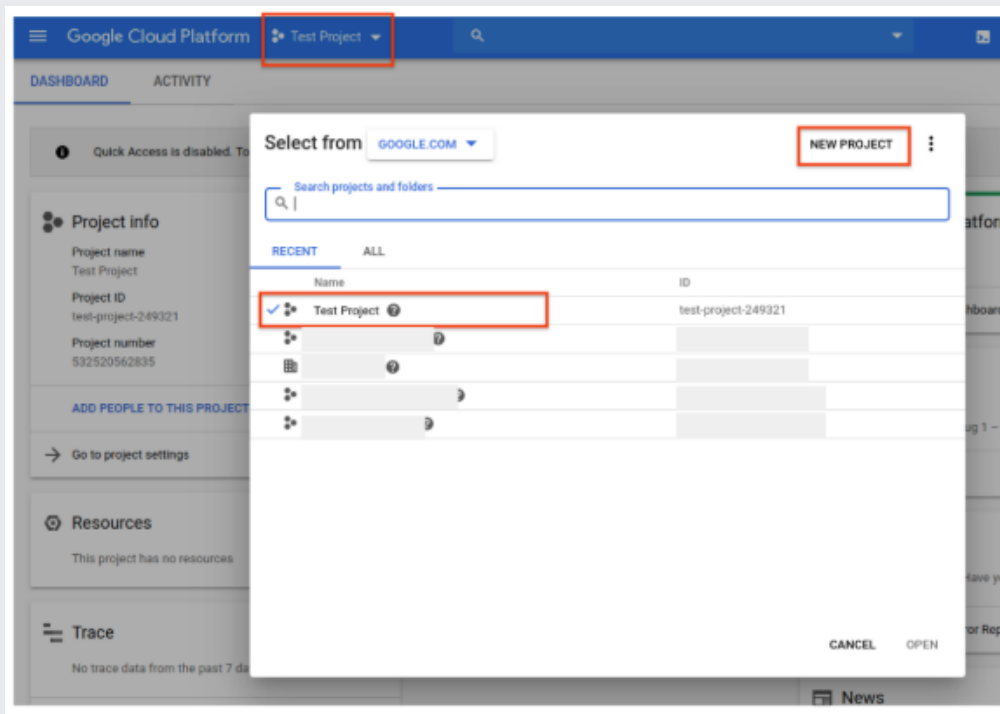 Google Cloud Platform Test Project
DASHBOARD ACTIVITY
Quick Access is disabled. To
Select from GOOGLE.COM NEW PROJECT
Search projects and folders
RECENT ALL
Name ID
Test Project test-project-249321
Project info
Project name
Test Project
Project ID
test-project-249321
Project number
532520562835
ADD PEOPLE TO THIS PROJECT
Go to project settings
Resources
This project has no resources
Trace
No trace data from the past 7
CANCEL OPEN
ug 1 –
News